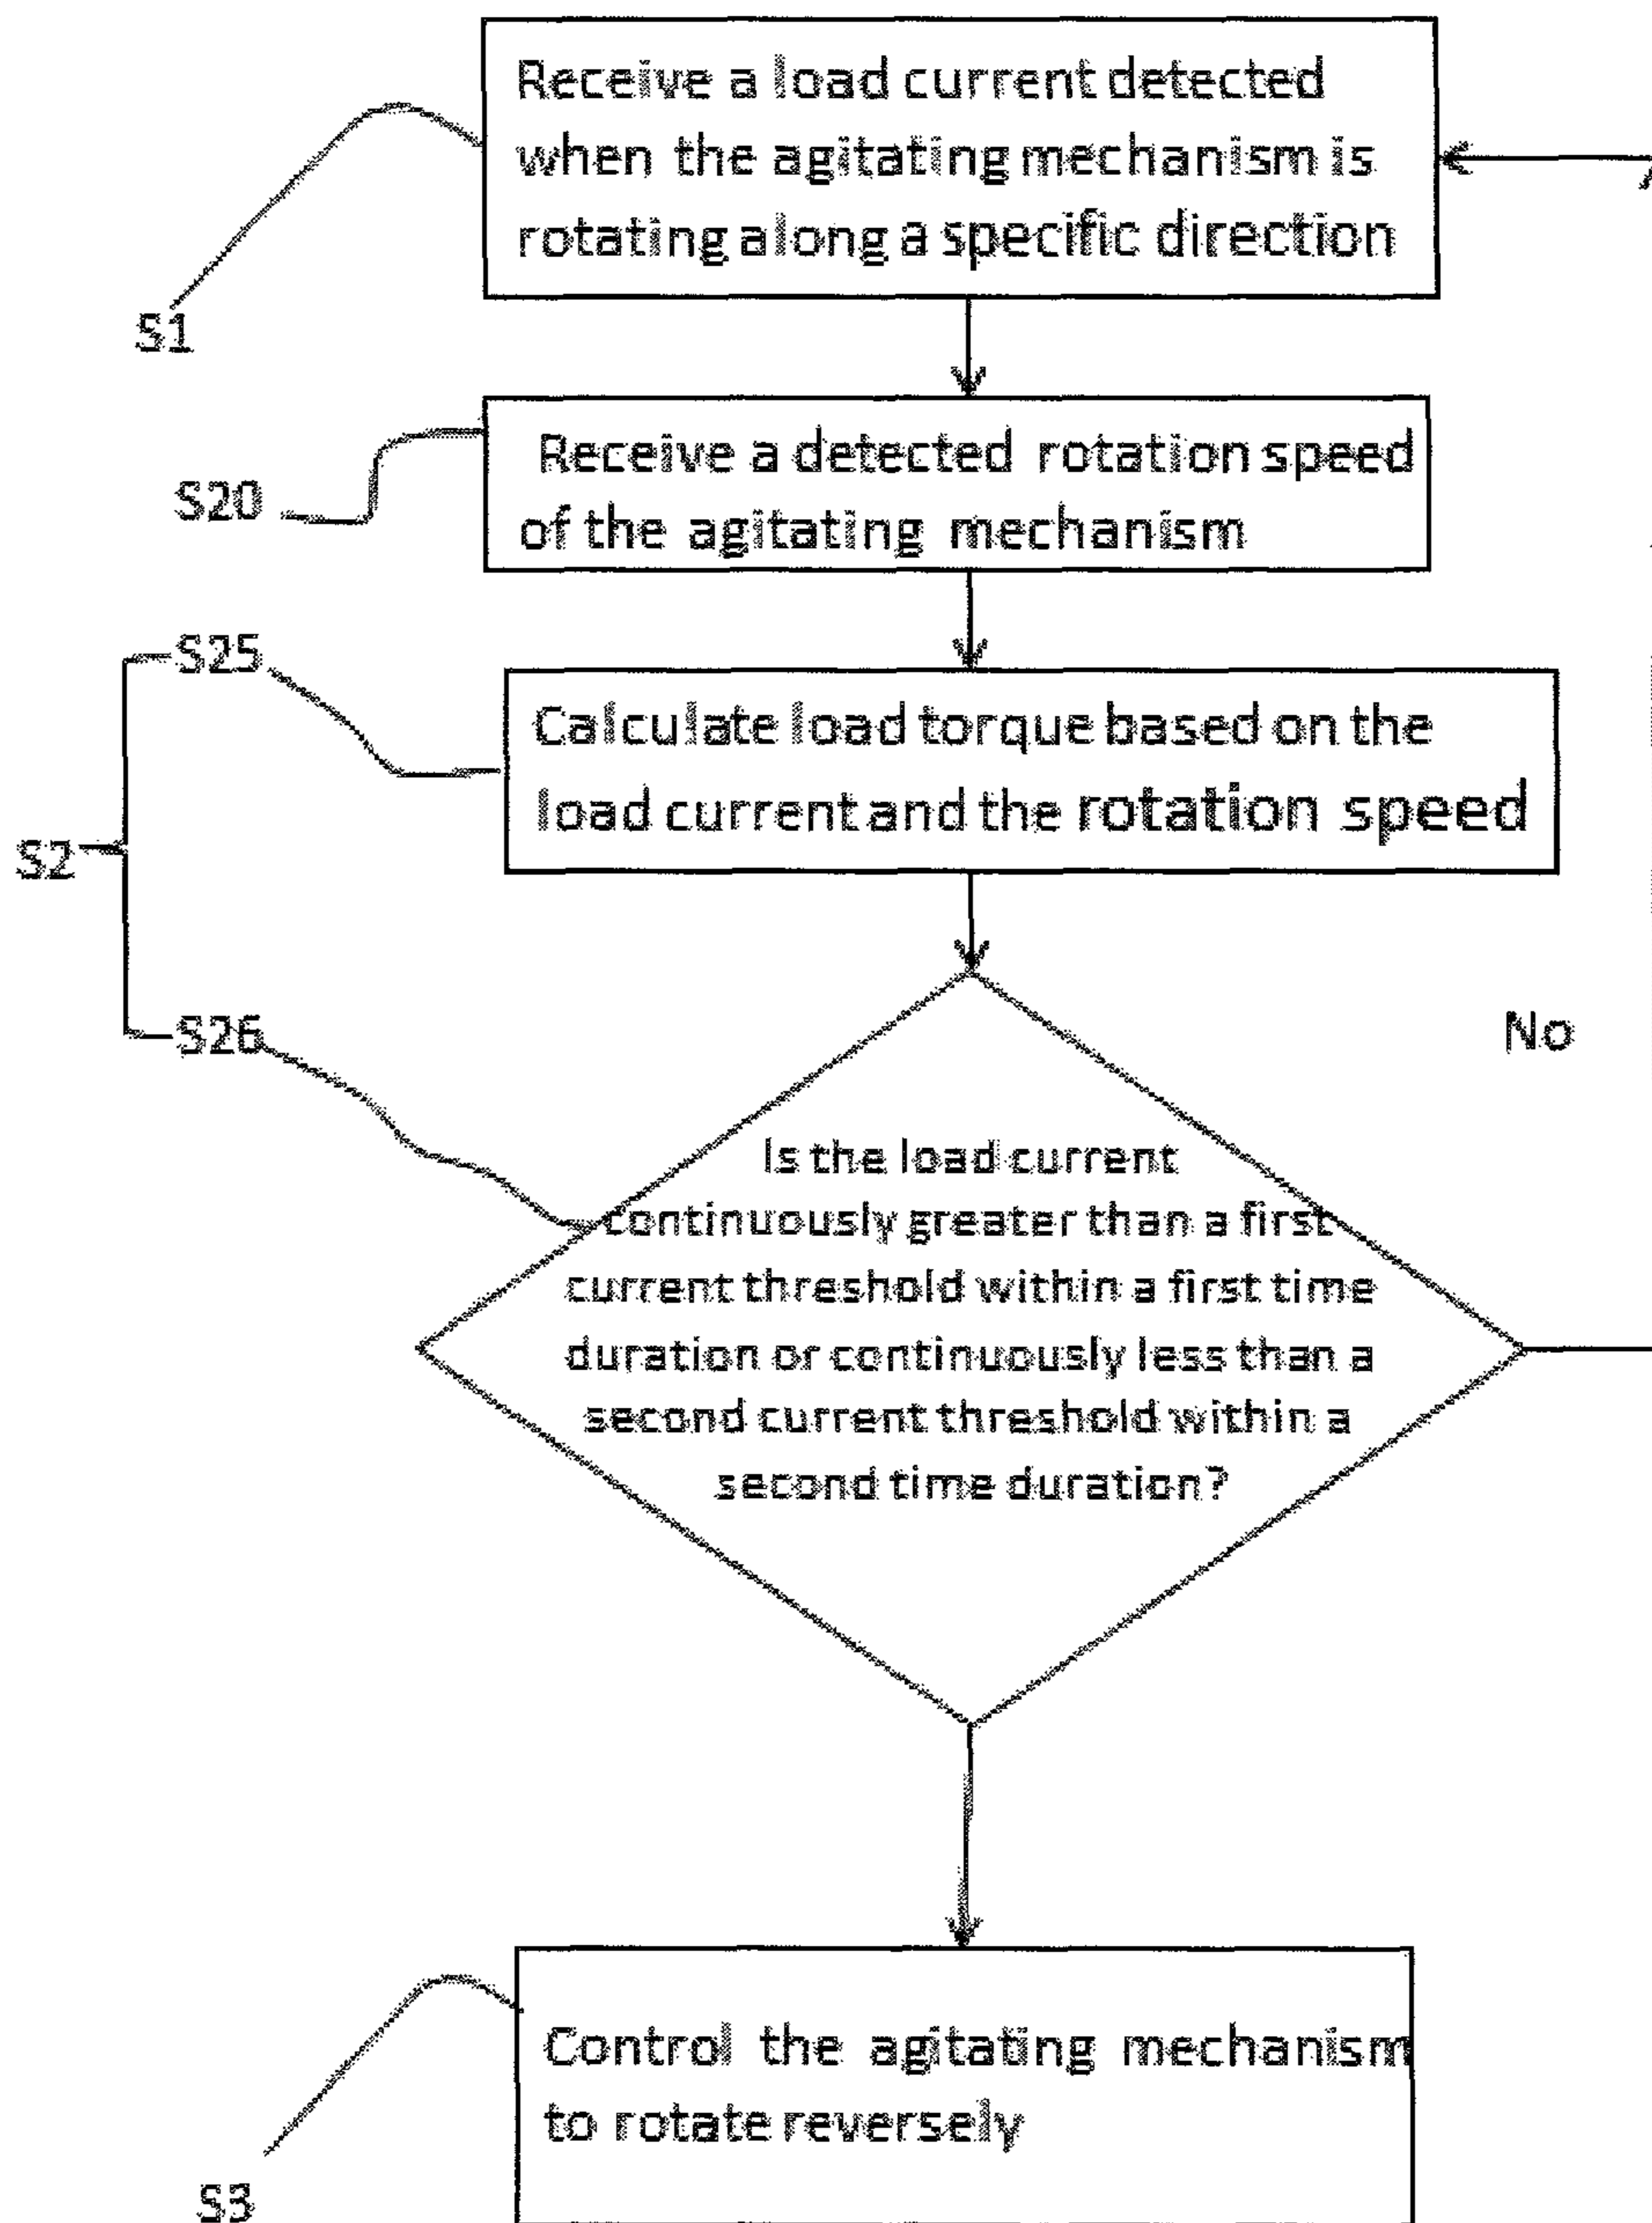 Receive a load current detected
when the agitating mechanism is
rotating along a specific direction
S1
Receive a detected rotation speed
of the agitating mechanism
S20
S25
Calculate load torque based on the
load current and the rotation speed
S2
S26
No
Is the load current
continuously greater than a first
current threshold within a first time
duration or continuously less than a
second current threshold within a
second time duration?
Control the agitating mechanism
to rotate reversely
S3